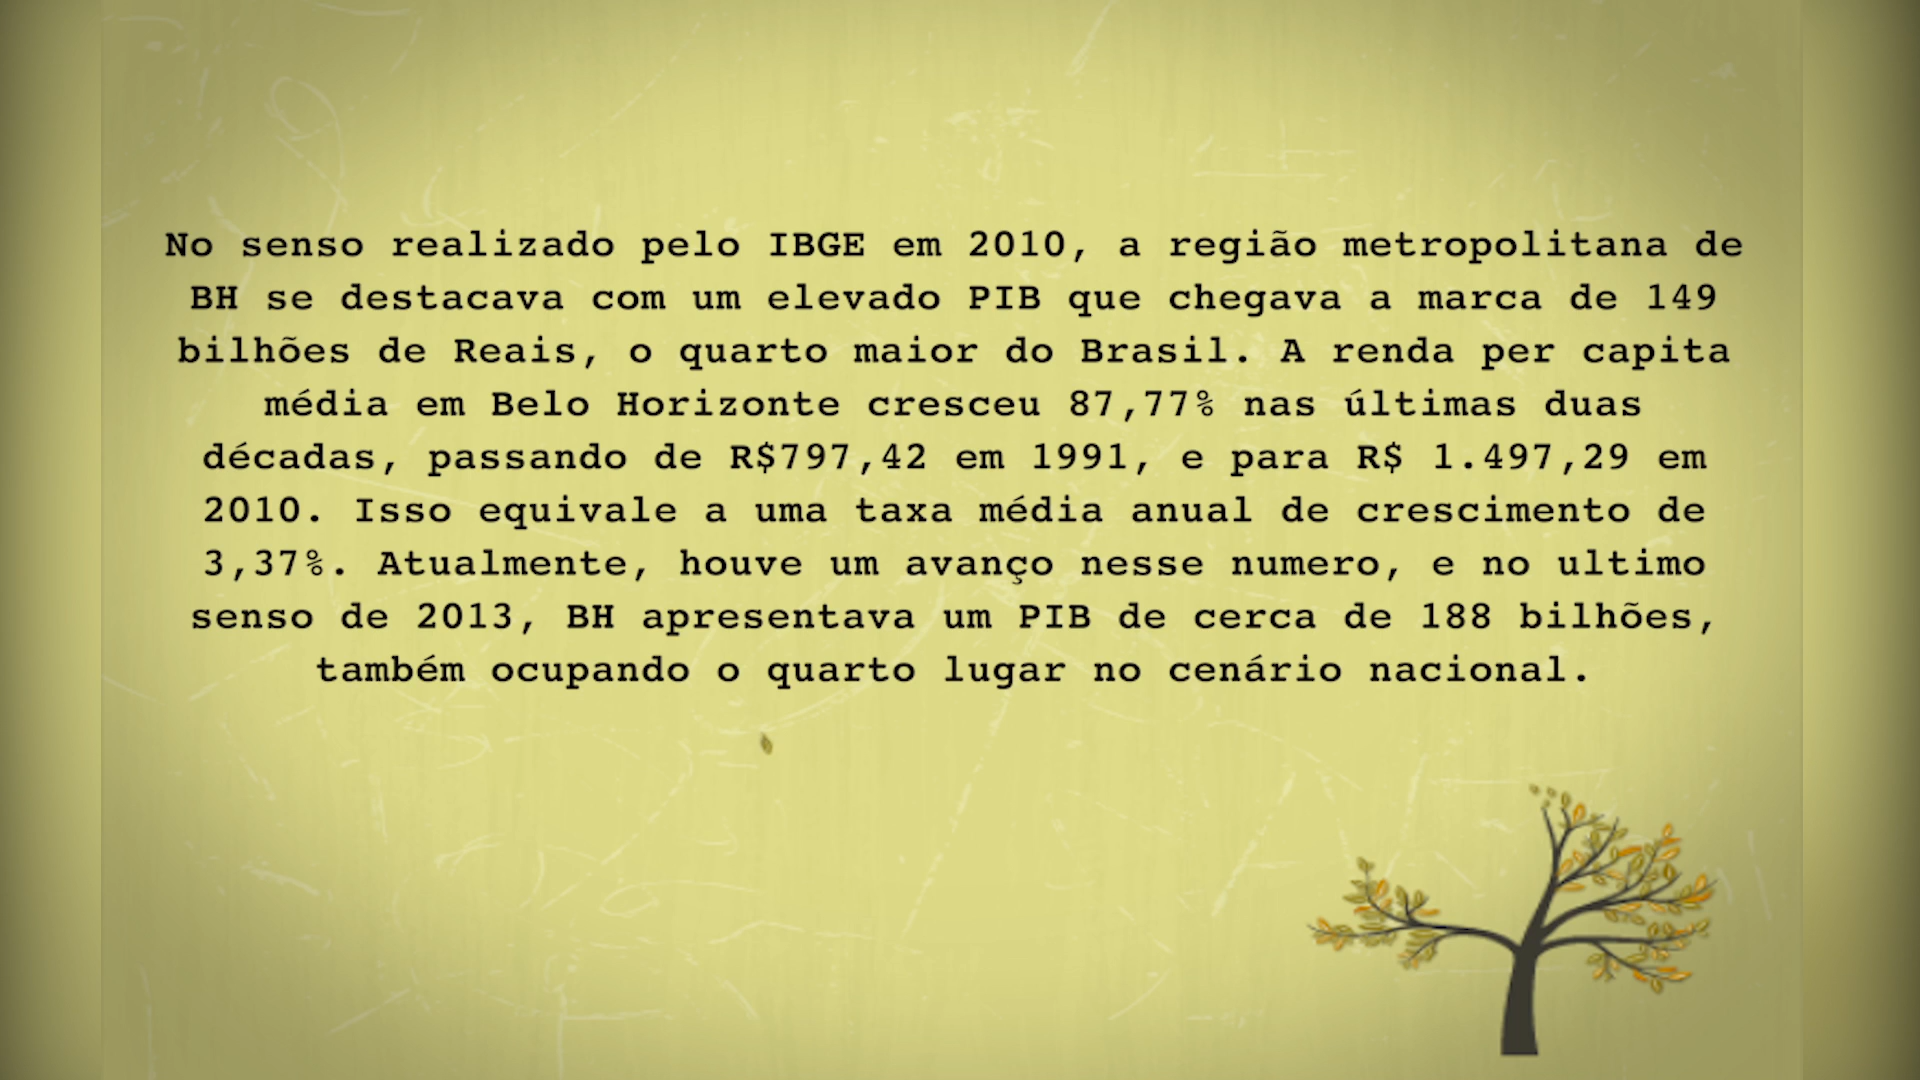 No senso realizado pelo IBGE em 2010, a região metropolitana de
BH se destacava com um elevado PIB que chegava a marca de 149
bilhões de Reais, o quarto maior do Brasil. A renda per capita
média em Belo Horizonte cresceu 87,77% nas últimas duas
décadas, passando de R$797,42 em 1991, e para R$ 1.497,29 em
2010. Isso equivale a uma taxa média anual de crescimento de
3,37%. Atualmente, houve um avanço nesse numero, e no ultimo
senso de 2013, BH apresentava um PIB de cerca de 188 bilhões,
também ocupando o quarto lugar no cenário nacional.